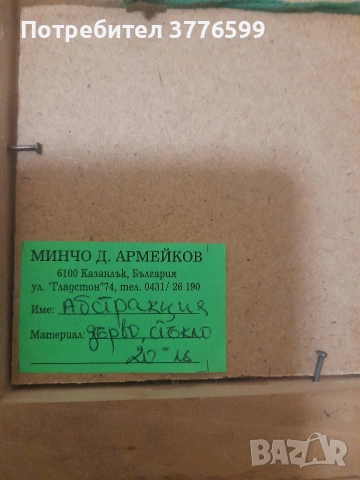 Потребител 3776599
МИНЧО Д. АРМЕЙКОВ
6100 Казанлък, България
ул. "Гладстон"74, тел. 0431/ 26 190
Име: Абстракция
Материал: дърво, стъкло
20 лв
BAZAR